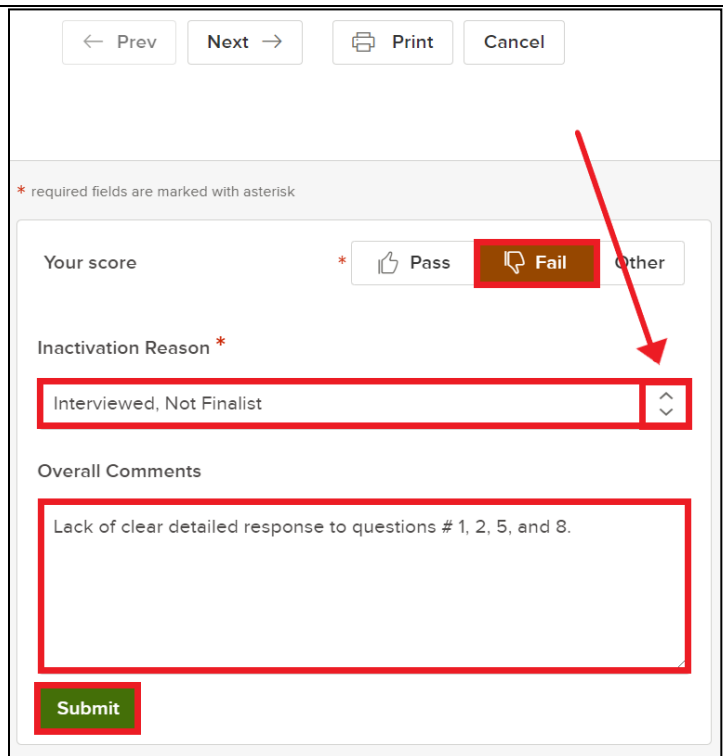 ← Prev Next → Print Cancel
* required fields are marked with asterisk
Your score * Pass Fail Other
Inactivation Reason *
Interviewed, Not Finalist
Overall Comments
Lack of clear detailed response to questions # 1, 2, 5, and 8.
Submit